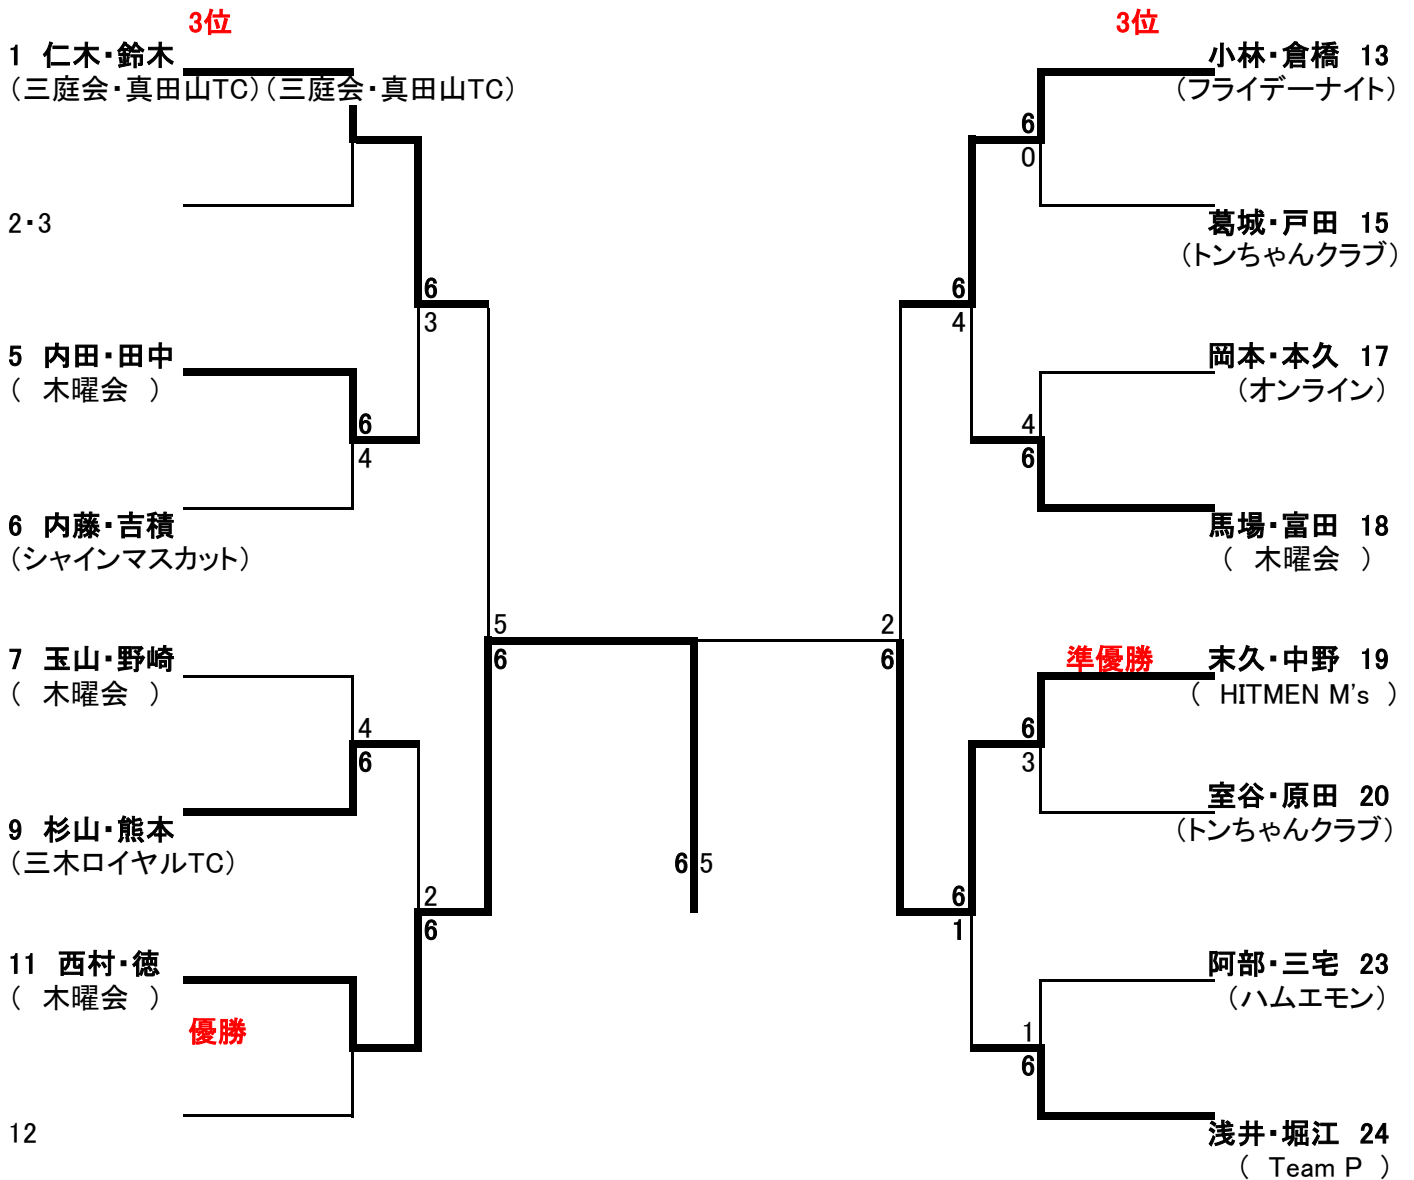 3位
1 仁木・鈴木
（三庭会・真田山TC）（三庭会・真田山TC）
2・3
6
3
5 内田・田中
（ 木曜会 ）
6
4
6 内藤・吉積
（シャインマスカット）
5
6
7 玉山・野崎
（ 木曜会 ）
4
6
9 杉山・熊本
（三木ロイヤルTC）
2
6
11 西村・徳
（ 木曜会 ）
優勝
12
6 5
3位
小林・倉橋 13
（フライデーナイト）
6
0
葛城・戸田 15
（トンちゃんクラブ）
6
4
岡本・本久 17
（オンライン）
4
6
馬場・富田 18
（ 木曜会 ）
2
6
準優勝
末久・中野 19
（ HITMEN M's ）
6
3
室谷・原田 20
（トンちゃんクラブ）
6
1
阿部・三宅 23
（ハムエモン）
1
6
浅井・堀江 24
（ Team P ）